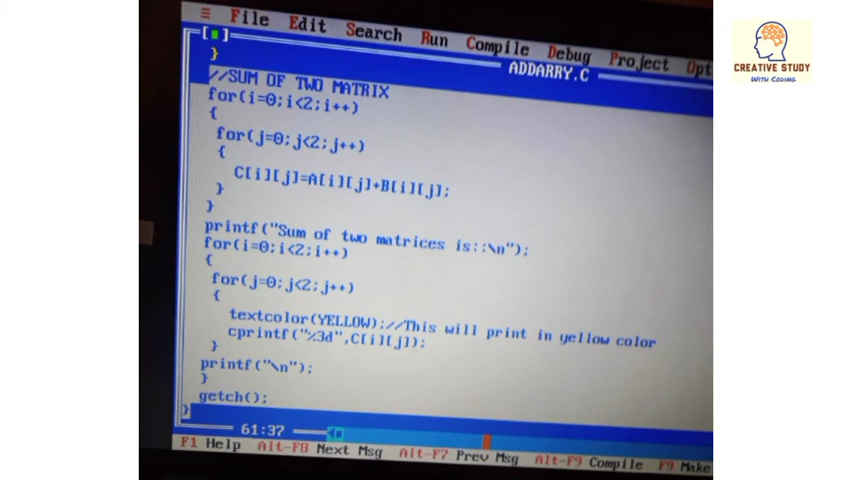 ≡ File Edit Search Run Compile Debug Project Opt
[■] ADDARRY.C
}
//SUM OF TWO MATRIX
for(i=0;i<2;i++)
{
for(j=0;j<2;j++)
{
C[i][j]=A[i][j]+B[i][j];
}
}
printf("Sum of two matrices is::\n");
for(i=0;i<2;i++)
{
for(j=0;j<2;j++)
{
textcolor(YELLOW);//This will print in yellow color
cprintf("%3d",C[i][j]);
}
printf("\n");
}
getch();
}
61:37
F1 Help Alt-F8 Next Msg Alt-F7 Prev Msg Alt-F9 Compile F9 Make
CREATIVE STUDY
WITH CODING